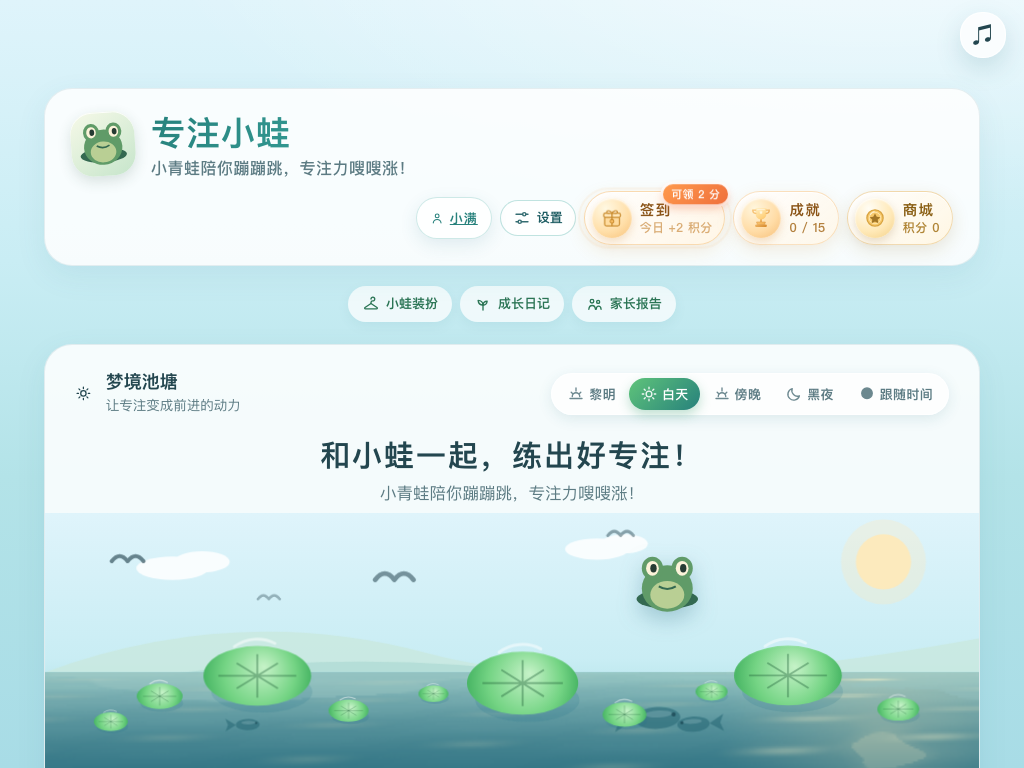 专注小蛙
小青蛙陪你蹦蹦跳，专注力嗖嗖涨！
小满
设置
可领 2 分
签到
今日 +2 积分
成就
0 / 15
商城
积分 0
小蛙装扮
成长日记
家长报告
梦境池塘
让专注变成前进的动力
黎明
白天
傍晚
黑夜
跟随时间
和小蛙一起，练出好专注！
小青蛙陪你蹦蹦跳，专注力嗖嗖涨！